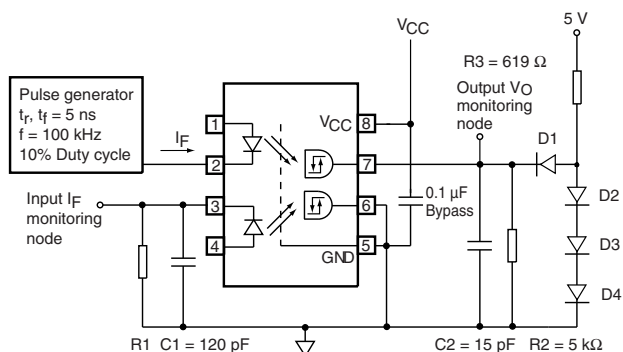 VCC
5 V
R3 = 619 Ω
Output VO
monitoring
node
Pulse generator
tr, tf = 5 ns
f = 100 kHz
10% Duty cycle
IF
1
2
3
4
VCC
8
7
6
5
GND
0.1 µF
Bypass
D1
D2
D3
D4
Input IF
monitoring
node
R1 C1 = 120 pF
C2 = 15 pF R2 = 5 kΩ